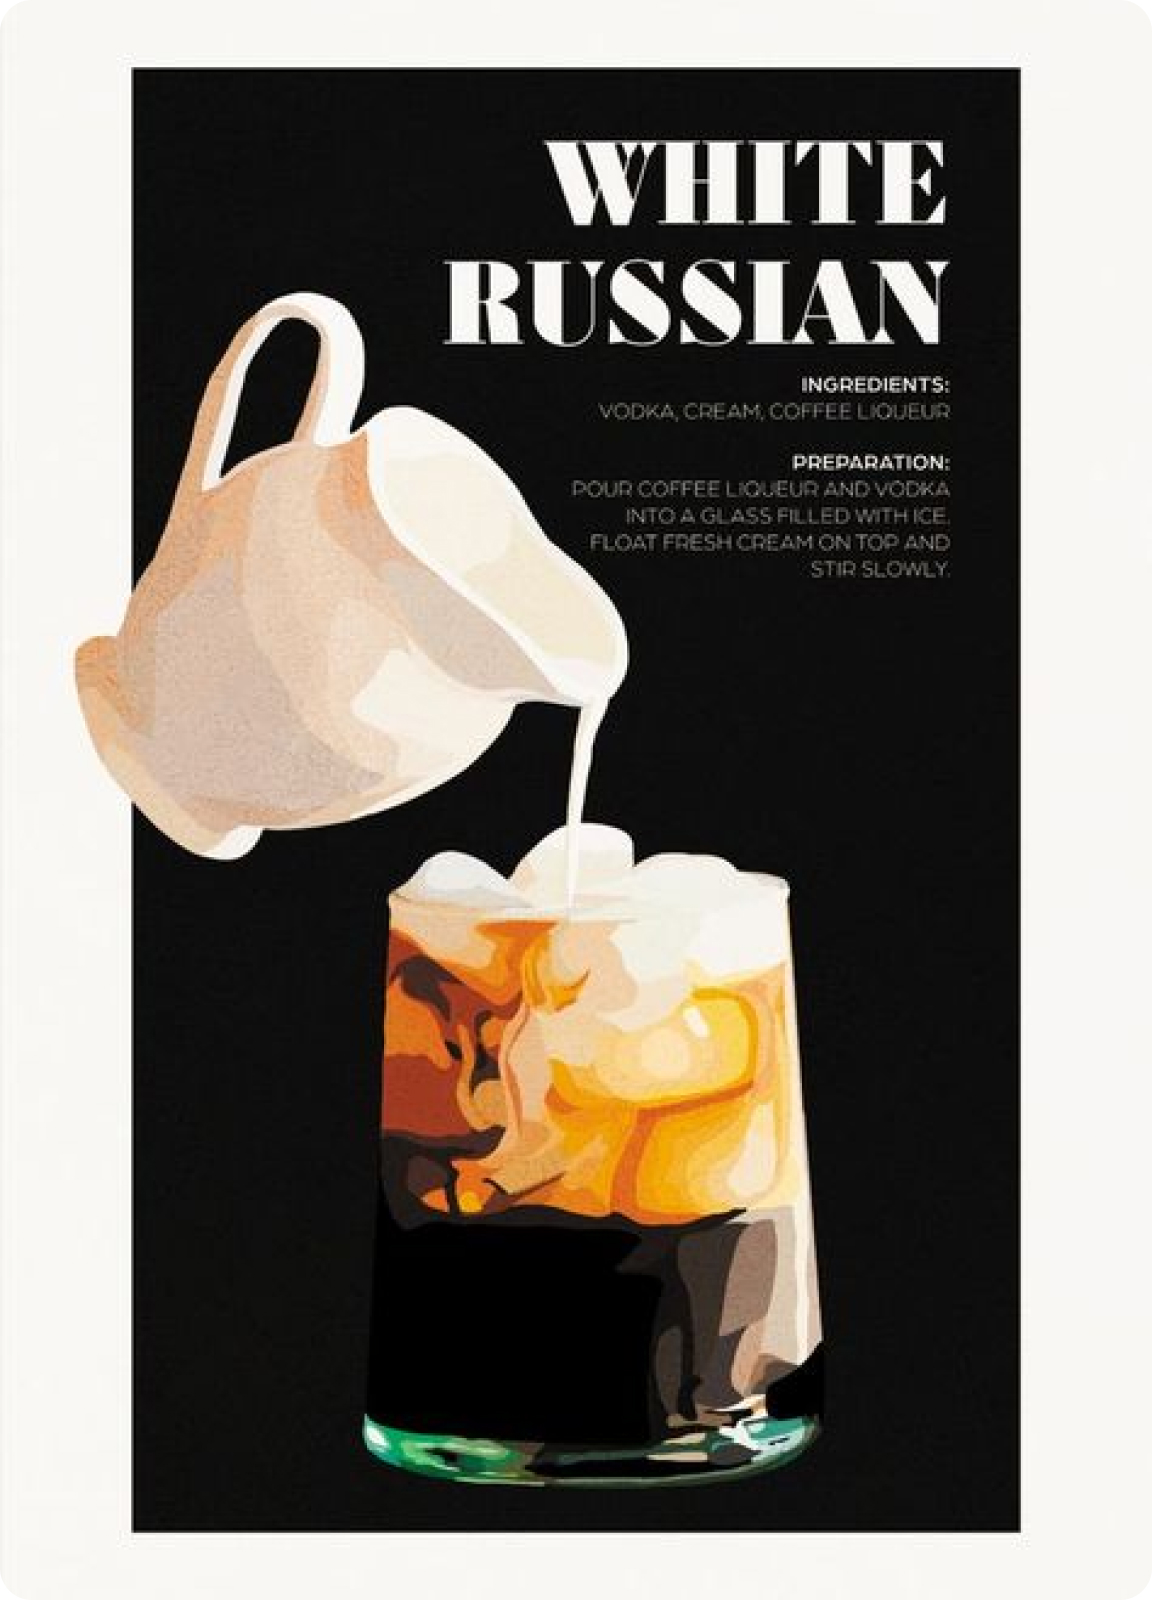 WHITE
RUSSIAN
INGREDIENTS:
VODKA, CREAM, COFFEE LIQUEUR
PREPARATION:
POUR COFFEE LIQUEUR AND VODKA
INTO A GLASS FILLED WITH ICE.
FLOAT FRESH CREAM ON TOP AND
STIR SLOWLY.